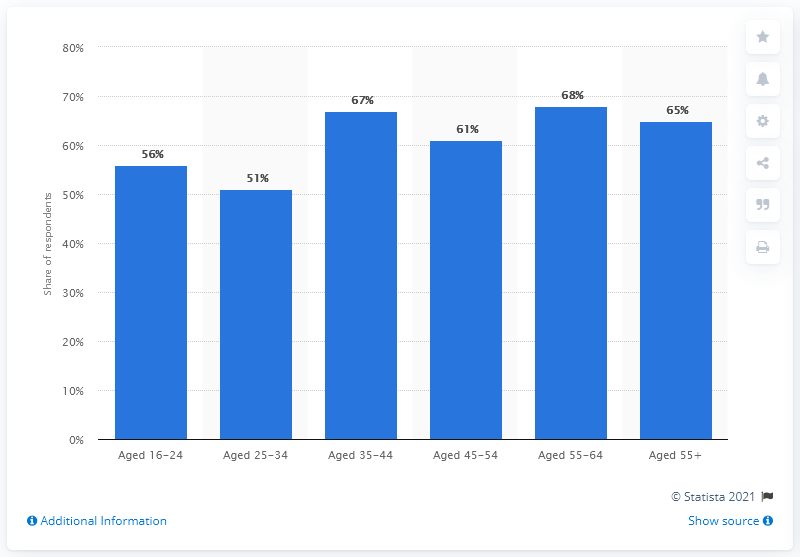 80%
70%
60%
50%
40%
30%
20%
10%
0%
Share of respondents
56%
51%
67%
61%
68%
65%
Aged 16-24
Aged 25-34
Aged 35-44
Aged 45-54
Aged 55-64
Aged 55+
© Statista 2021
Additional Information
Show source